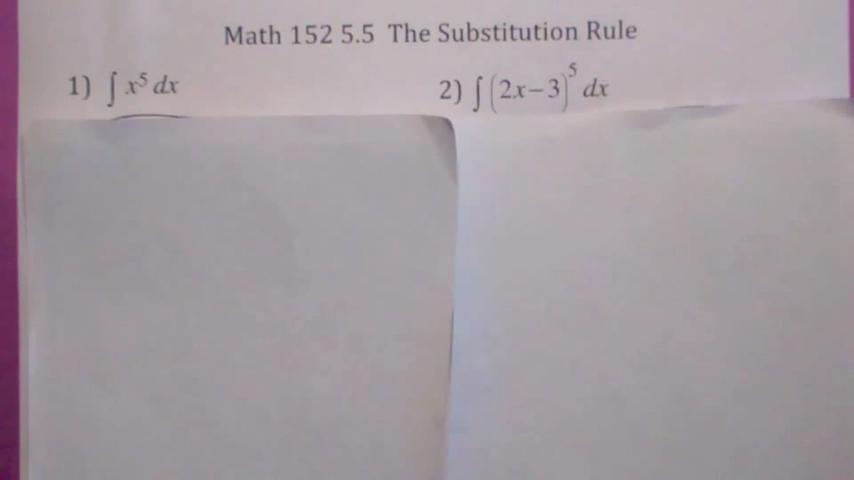 Math 152 5.5 The Substitution Rule
1) ∫ x⁵ dx
2) ∫ (2x−3)⁵ dx